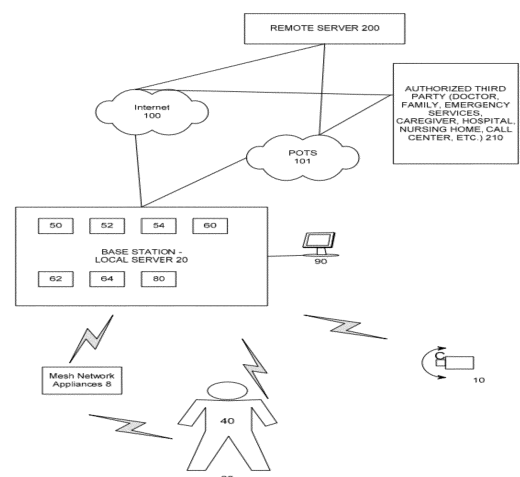 REMOTE SERVER 200
Internet
100
AUTHORIZED THIRD
PARTY (DOCTOR,
FAMILY, EMERGENCY
SERVICES,
CAREGIVER, HOSPITAL,
NURSING HOME, CALL
CENTER, ETC.) 210
POTS
101
50
52
54
60
BASE STATION -
LOCAL SERVER 20
90
62
64
80
Mesh Network
Appliances 8
C
10
40